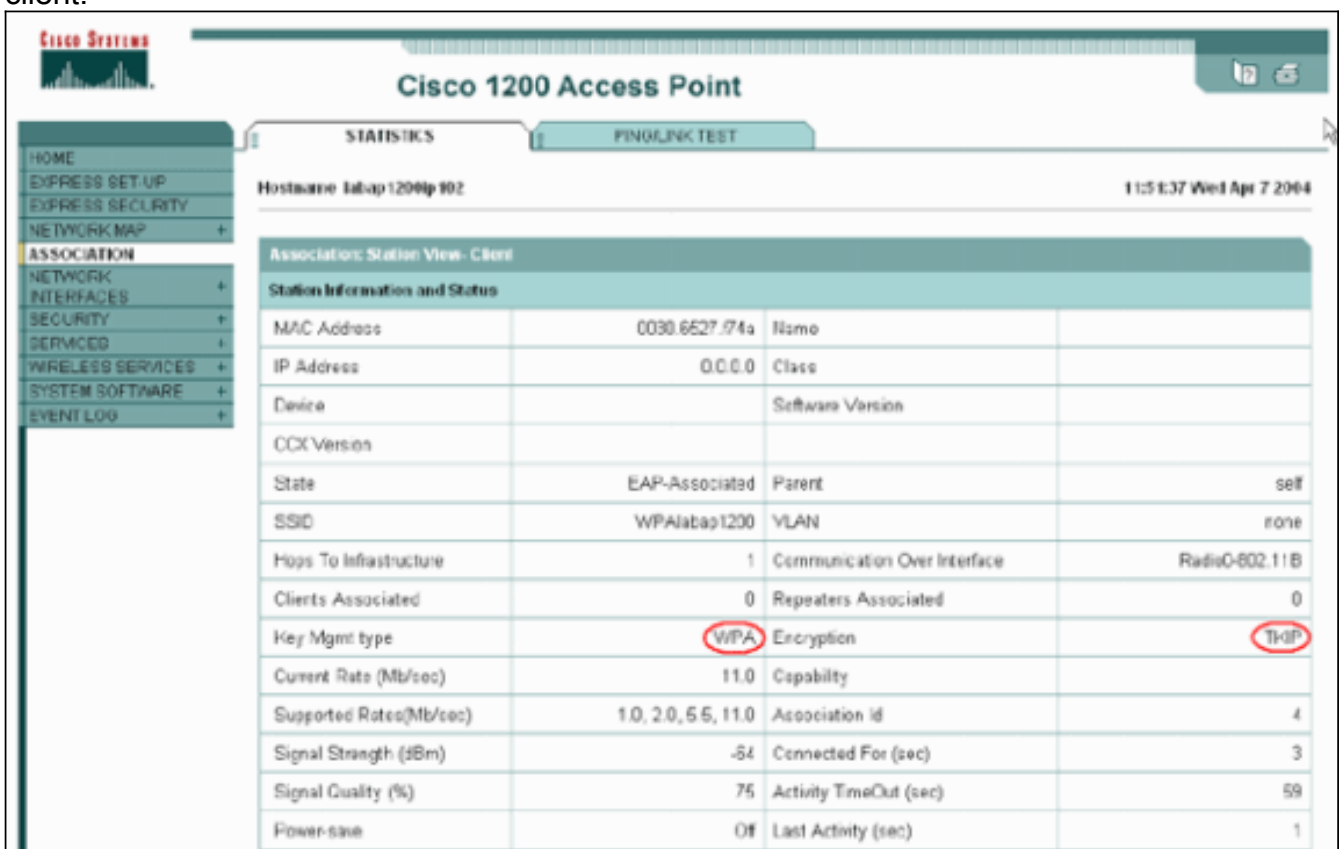 client.
CISCO SYSTEMS
Cisco 1200 Access Point
STATISTICS PING/LINK TEST
HOME
EXPRESS SET-UP
EXPRESS SECURITY
NETWORK MAP +
ASSOCIATION
NETWORK
INTERFACES +
SECURITY +
SERVICES +
WIRELESS SERVICES +
SYSTEM SOFTWARE +
EVENT LOG +
Hostname labap1200ip102 11:51:37 Wed Apr 7 2004
Association: Station View- Client
Station Information and Status
MAC Address Name
IP Address 0.0.0.0 Class
Device Software Version
CCX Version
State EAP-Associated Parent self
SSID WPAlabap1200 VLAN none
Hops To Infrastructure 1 Communication Over Interface Radio0-802.11B
Clients Associated 0 Repeaters Associated 0
Key Mgmt type WPA Encryption TKIP
Current Rate (Mb/sec) 11.0 Capability
Supported Rates(Mb/sec) 1.0, 2.0, 5.5, 11.0 Association Id 4
Signal Strength (dBm) Connected For (sec) 3
Signal Quality (%) 75 Activity TimeOut (sec) 59
Power-save Off Last Activity (sec) 1